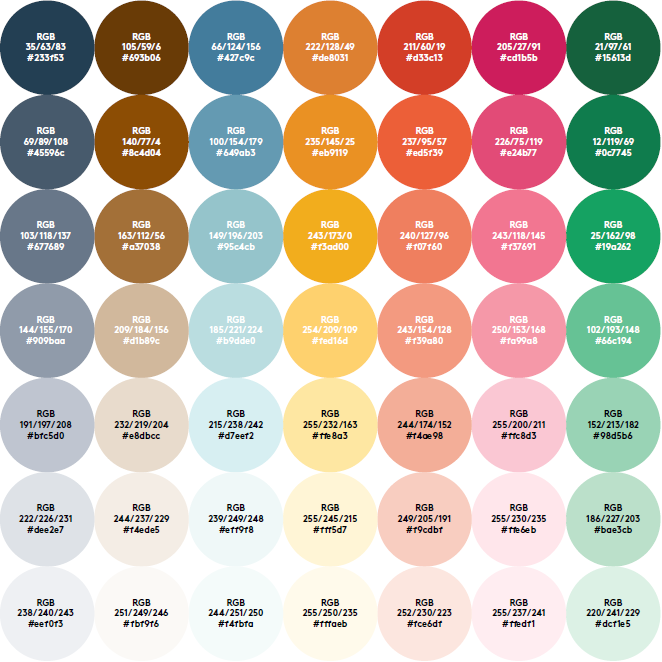 RGB
35/63/83
#233f53
RGB
105/59/6
#693b06
RGB
66/124/156
#427c9c
RGB
222/128/49
#de8031
RGB
211/60/19
#d33c13
RGB
205/27/91
#cd1b5b
RGB
21/97/61
#15613d
RGB
69/89/108
#45596c
RGB
140/77/4
#8c4d04
RGB
100/154/179
#649ab3
RGB
235/145/25
#eb9119
RGB
237/95/57
#ed5f39
RGB
226/75/119
#e24b77
RGB
12/119/69
#0c7745
RGB
103/118/137
#677689
RGB
163/112/56
#a37038
RGB
149/196/203
#95c4cb
RGB
243/173/0
#f3ad00
RGB
240/127/96
#f07f60
RGB
243/118/145
#f37691
RGB
25/162/98
#19a262
RGB
144/155/170
#909baa
RGB
209/184/156
#d1b89c
RGB
185/221/224
#b9dde0
RGB
254/209/109
#fed16d
RGB
243/154/128
#f39a80
RGB
250/153/168
#fa99a8
RGB
102/193/148
#66c194
RGB
191/197/208
#bfc5d0
RGB
232/219/204
#e8dbcc
RGB
215/238/242
#d7eef2
RGB
255/232/163
#ffe8a3
RGB
244/174/152
#f4ae98
RGB
255/200/211
#ffc8d3
RGB
152/213/182
#98d5b6
RGB
222/226/231
#dee2e7
RGB
244/237/229
#f4ede5
RGB
239/249/248
#eff9f8
RGB
255/245/215
#fff5d7
RGB
249/205/191
#f9cdbf
RGB
255/230/235
#ffe6eb
RGB
186/227/203
#bae3cb
RGB
238/240/243
#eef0f3
RGB
251/249/246
#fbf9f6
RGB
244/251/250
#f4fbfa
RGB
255/250/235
#fffaeb
RGB
252/230/223
#fce6df
RGB
255/237/241
#ffedf1
RGB
220/241/229
#dcf1e5